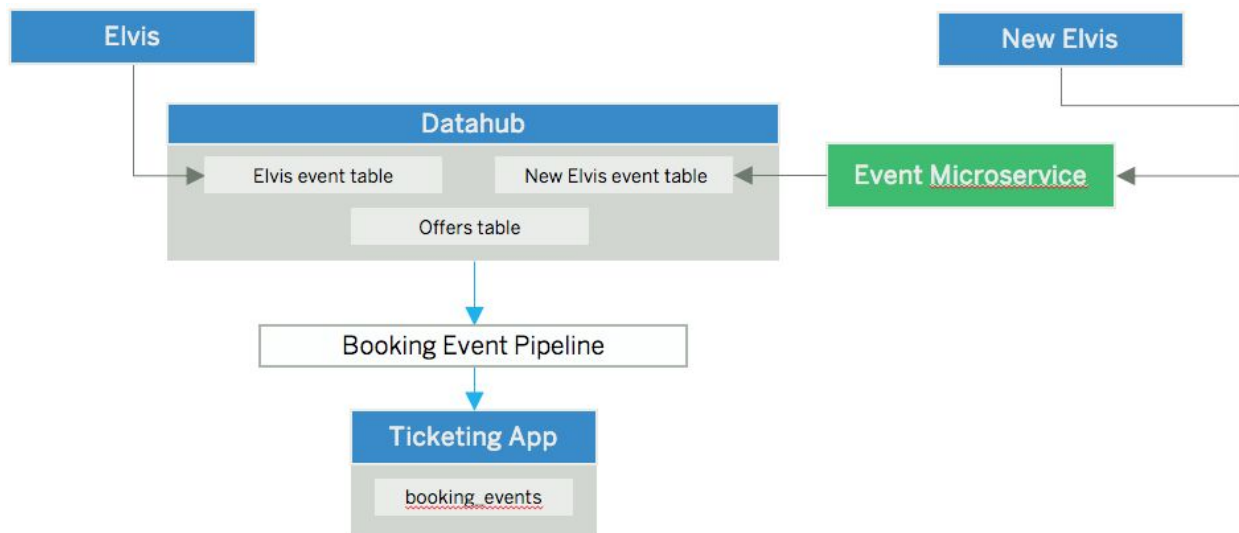 Elvis
New Elvis
Datahub
Elvis event table
New Elvis event table
Event Microservice
Offers table
Booking Event Pipeline
Ticketing App
booking_events